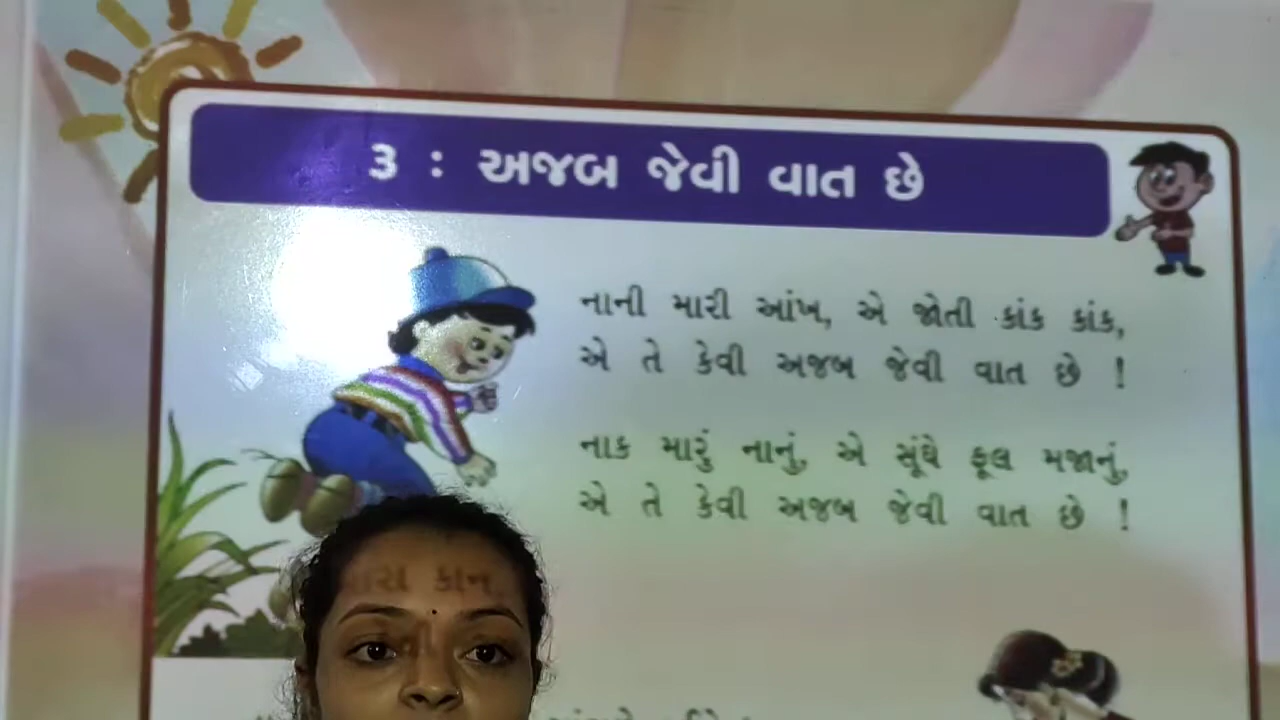 ૩ : અજબ જેવી વાત છે
નાની મારી આંખ, એ જોતી કાંક કાંક,
એ તે કેવી અજબ જેવી વાત છે !
નાક મારું નાનું, એ સૂંઘે ફૂલ મજાનું,
એ તે કેવી અજબ જેવી વાત છે !
મારા કાન